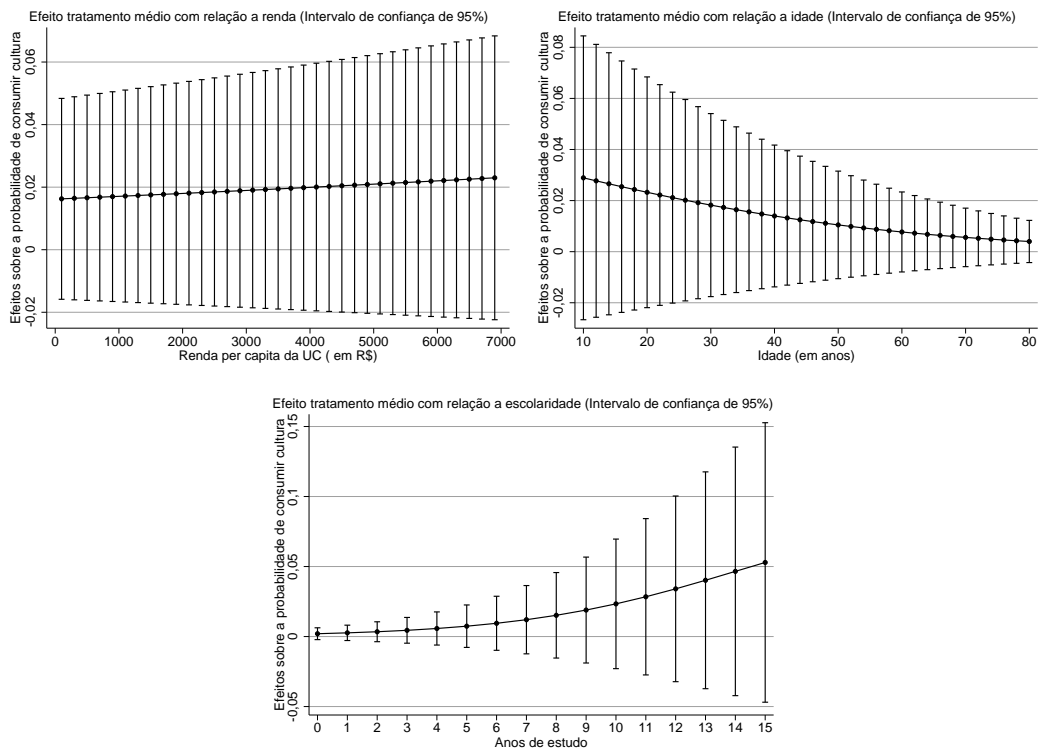 Efeito tratamento médio com relação a renda (Intervalo de confiança de 95%)
Efeitos sobre a probabilidade de consumir cultura
0,06
0,04
0,02
0
-0,02
0 1000 2000 3000 4000 5000 6000 7000
Renda per capita da UC ( em R$)
Efeito tratamento médio com relação a idade (Intervalo de confiança de 95%)
Efeitos sobre a probabilidade de consumir cultura
0,08
0,06
0,04
0,02
0
-0,02
10 20 30 40 50 60 70 80
Idade (em anos)
Efeito tratamento médio com relação a escolaridade (Intervalo de confiança de 95%)
Efeitos sobre a probabilidade de consumir cultura
0,15
0,1
0,05
0
-0,05
0 1 2 3 4 5 6 7 8 9 10 11 12 13 14 15
Anos de estudo